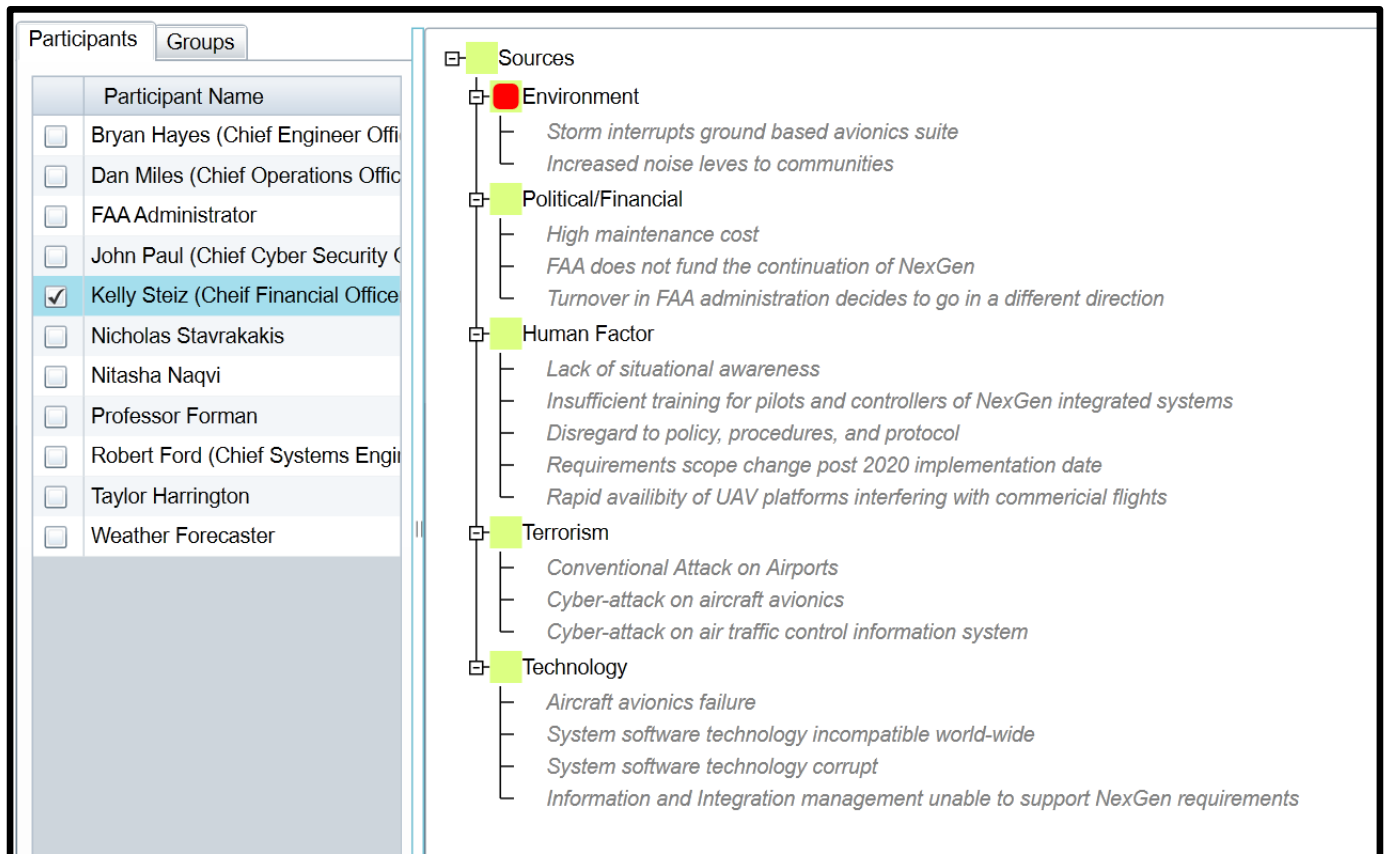 Participants
Groups
Participant Name
Bryan Hayes (Chief Engineer Offi
Dan Miles (Chief Operations Offic
FAA Administrator
John Paul (Chief Cyber Security (
Kelly Steiz (Cheif Financial Office
Nicholas Stavrakakis
Nitasha Naqvi
Professor Forman
Robert Ford (Chief Systems Engi
Taylor Harrington
Weather Forecaster
Sources
Environment
Storm interrupts ground based avionics suite
Increased noise leves to communities
Political/Financial
High maintenance cost
FAA does not fund the continuation of NexGen
Turnover in FAA administration decides to go in a different direction
Human Factor
Lack of situational awareness
Insufficient training for pilots and controllers of NexGen integrated systems
Disregard to policy, procedures, and protocol
Requirements scope change post 2020 implementation date
Rapid availibity of UAV platforms interfering with commericial flights
Terrorism
Conventional Attack on Airports
Cyber-attack on aircraft avionics
Cyber-attack on air traffic control information system
Technology
Aircraft avionics failure
System software technology incompatible world-wide
System software technology corrupt
Information and Integration management unable to support NexGen requirements